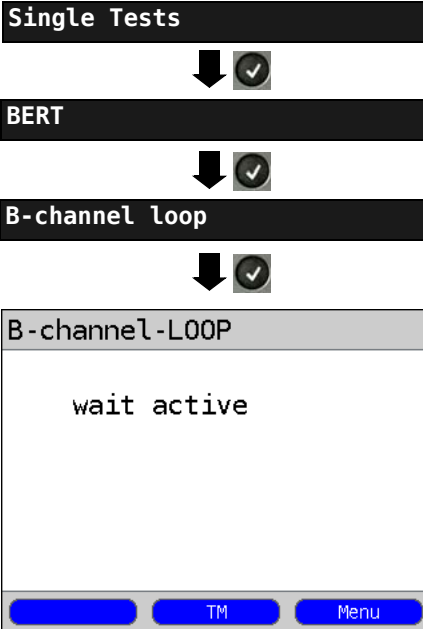 Single Tests
BERT
B-channel loop
B-channel-LOOP
wait active
TM Menu